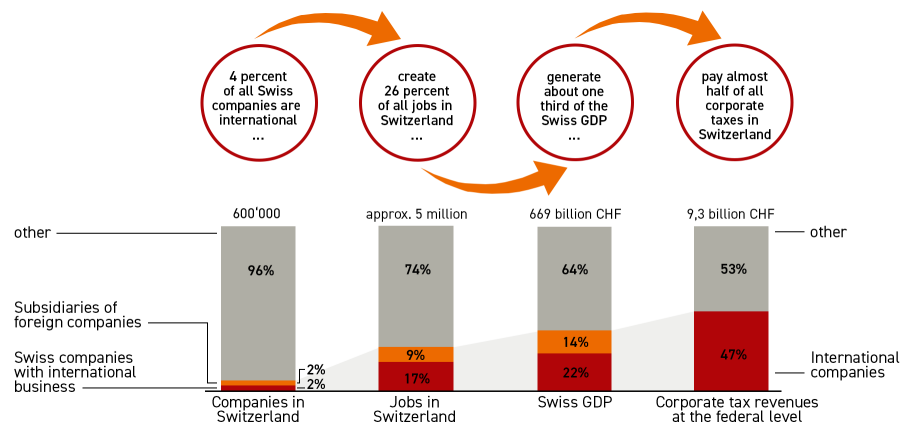 4 percent
of all Swiss
companies are
international
...
create
26 percent
of all jobs in
Switzerland
...
generate
about one
third of the
Swiss GDP
...
pay almost
half of all
corporate
taxes in
Switzerland
600‘000
approx. 5 million
669 billion CHF
9,3 billion CHF
other
other
96%
74%
64%
53%
Subsidiaries of
foreign companies
Swiss companies
with international
business
2%
2%
9%
17%
14%
22%
47%
International
companies
Companies in
Switzerland
Jobs in
Switzerland
Swiss GDP
Corporate tax revenues
at the federal level